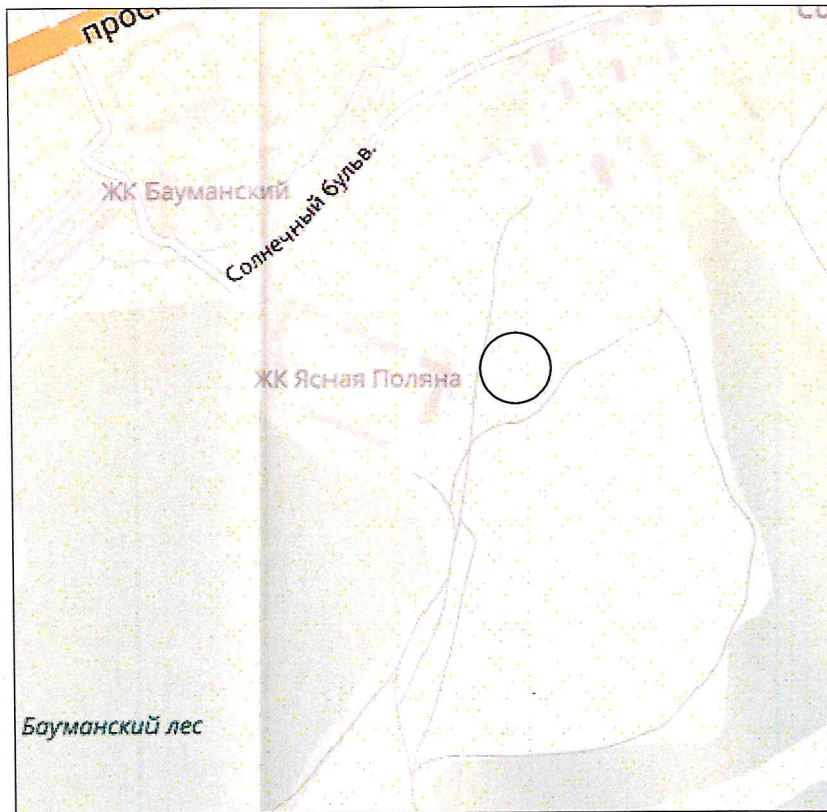 ЖК Бауманский
Солнечный бульв.
ЖК Ясная Поляна
Бауманский лес